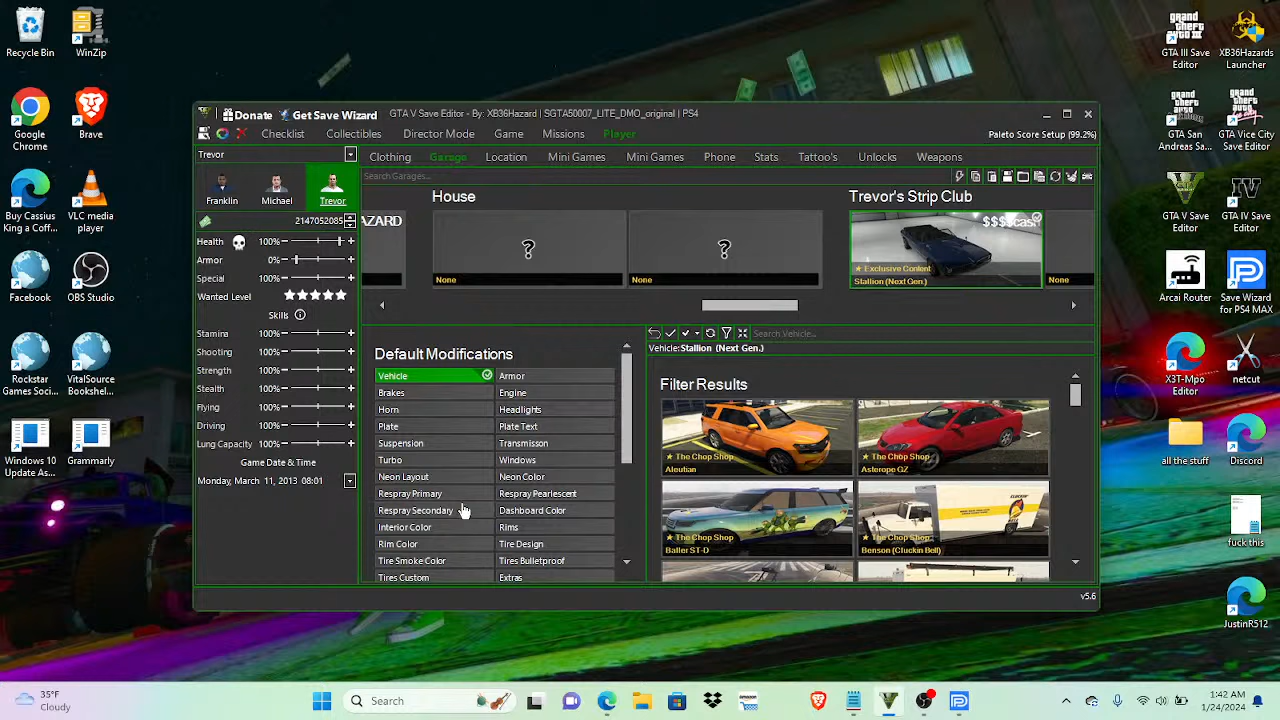 Recycle Bin
WinZip
Google Chrome
Brave
Buy Cassius King a Coff...
VLC media player
Facebook
OBS Studio
Rockstar Games Soci...
VitalSource Bookshel...
Windows 10 Update As...
Grammarly
Donate
Get Save Wizard
GTA V Save Editor - By XB36Hazard | SGTA50007_LITE_DMO_original | PS4
Checklist
Collectibles
Director Mode
Game
Missions
Player
Paleto Score Setup (99.2%)
Trevor
Clothing
Garage
Location
Mini Games
Mini Games
Phone
Stats
Tattoo's
Unlocks
Weapons
Search Garages...
Franklin
Michael
Trevor
2147052085
Health 100%
Armor 0%
Special 100%
Wanted Level
Skills
Stamina 100%
Shooting 100%
Strength 100%
Stealth 100%
Flying 100%
Driving 100%
Lung Capacity 100%
Game Date & Time
Monday, March 11, 2013 08:01
AZARD
House
None
None
Trevor's Strip Club
$$$$cash
Exclusive Content
Stallion (Next Gen.)
None
Default Modifications
Vehicle
Armor
Brakes
Engine
Horn
Headlights
Plate
Plate Text
Suspension
Transmisson
Turbo
Windows
Neon Layout
Neon Color
Respray Primary
Respray Pearlescent
Respray Secondary
Dashboard Color
Interior Color
Rims
Rim Color
Tire Design
Tire Smoke Color
Tires Bulletproof
Tires Custom
Extras
Search Vehicle...
Vehicle:Stallion (Next Gen.)
Filter Results
The Chop Shop
Aleutian
The Chop Shop
Asterope GZ
The Chop Shop
Baller ST-D
The Chop Shop
Benson (Cluckin Bell)
v5.6
GTA III Save Editor
XB36Hazards Launcher
GTA San Andreas Sa...
GTA Vice City Save Editor
GTA V Save Editor
GTA IV Save Editor
Arcai Router
Save Wizard for PS4 MAX
X3T-Mpo Editor
netcut
all the stuff
Discord
fuck this
JustinR512
35°F
Cloudy
Search
1:42 AM
1/24/2024